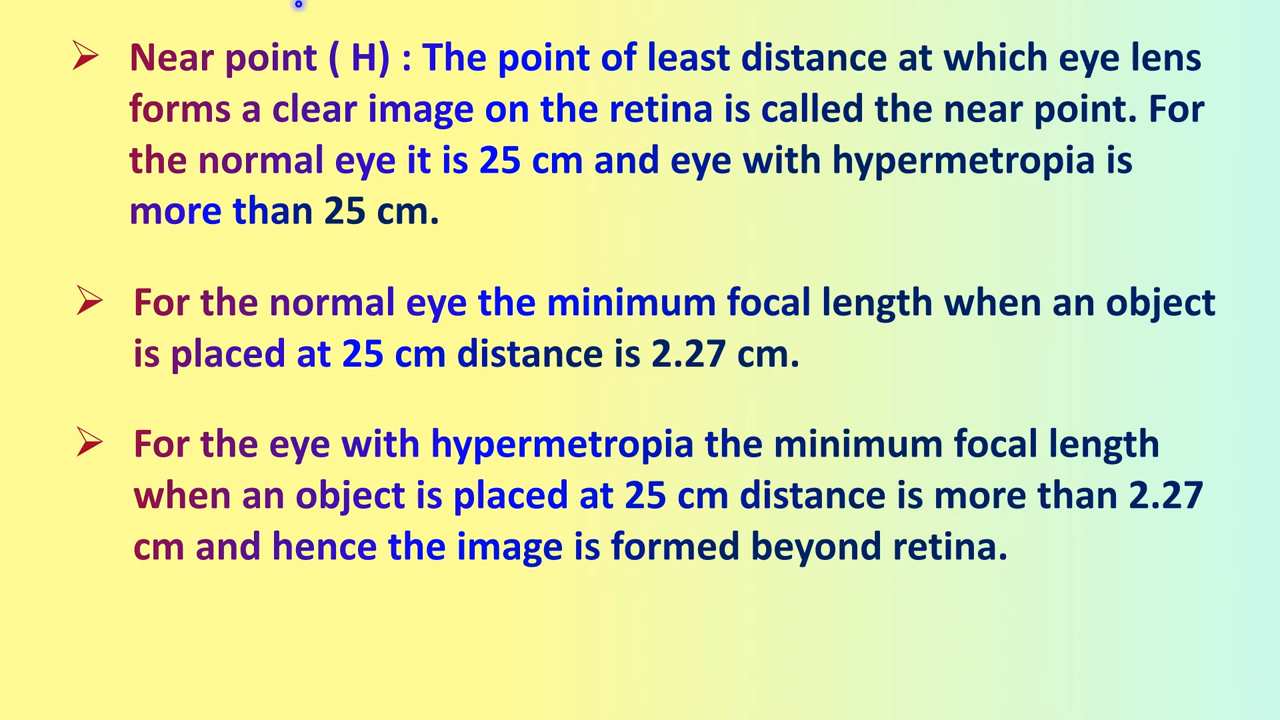 Near point ( H) : The point of least distance at which eye lens
forms a clear image on the retina is called the near point. For
the normal eye it is 25 cm and eye with hypermetropia is
more than 25 cm.
For the normal eye the minimum focal length when an object
is placed at 25 cm distance is 2.27 cm.
For the eye with hypermetropia the minimum focal length
when an object is placed at 25 cm distance is more than 2.27
cm and hence the image is formed beyond retina.